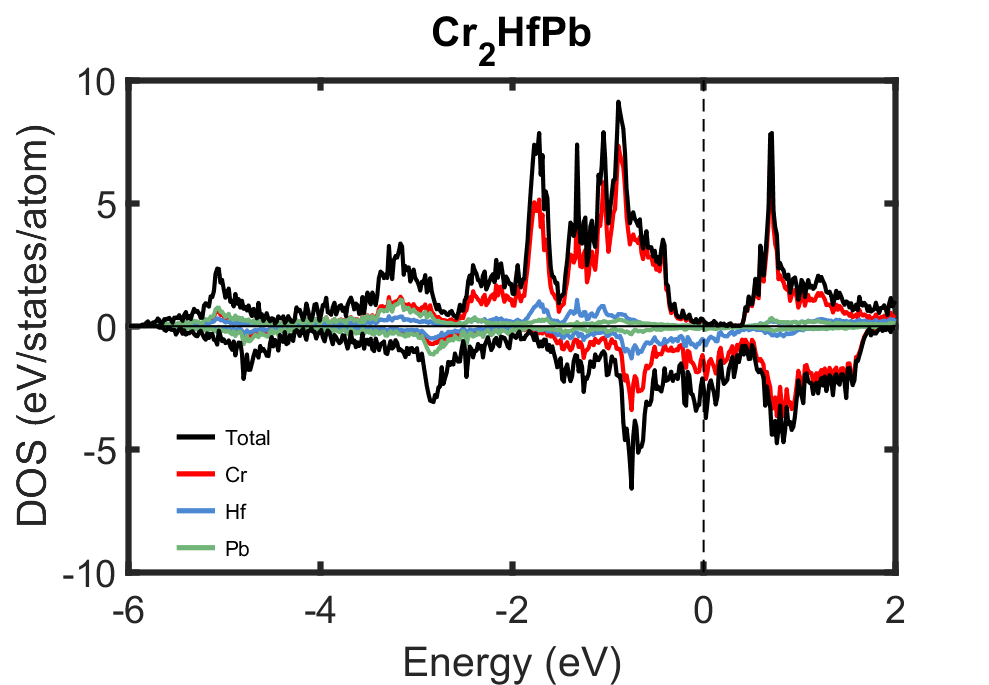 Cr2HfPb
10
5
0
-5
-10
DOS (eV/states/atom)
Total
Cr
Hf
Pb
-6 -4 -2 0 2
Energy (eV)